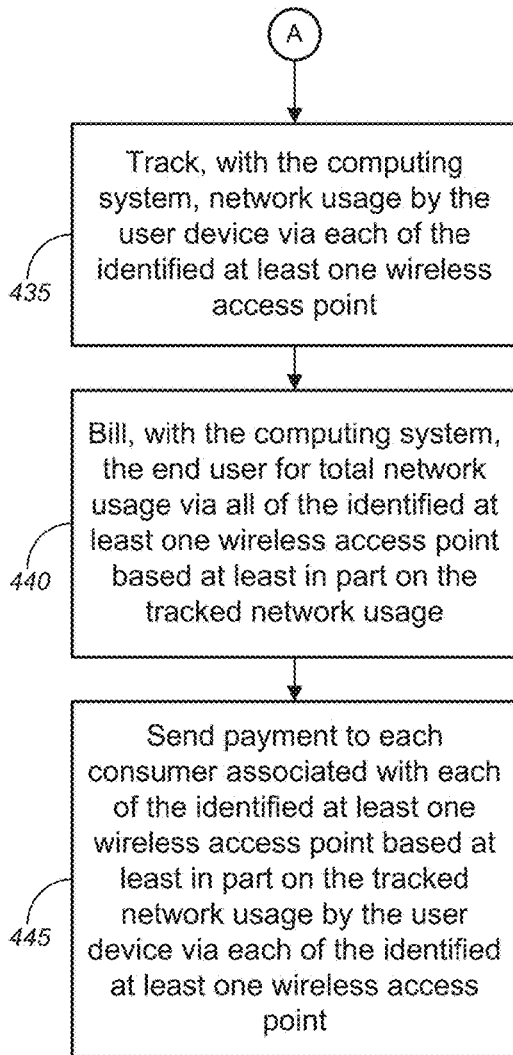 A
Track, with the computing
system, network usage by the
user device via each of the
identified at least one wireless
access point
435
Bill, with the computing system,
the end user for total network
usage via all of the identified at
least one wireless access point
based at least in part on the
tracked network usage
440
Send payment to each
consumer associated with each
of the identified at least one
wireless access point based at
least in part on the tracked
network usage by the user
device via each of the identified
at least one wireless access
point
445